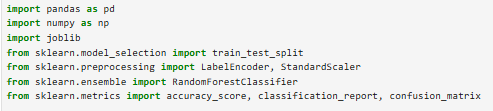 import pandas as pd
import numpy as np
import joblib
from sklearn.model_selection import train_test_split
from sklearn.preprocessing import LabelEncoder, StandardScaler
from sklearn.ensemble import RandomForestClassifier
from sklearn.metrics import accuracy_score, classification_report, confusion_matrix